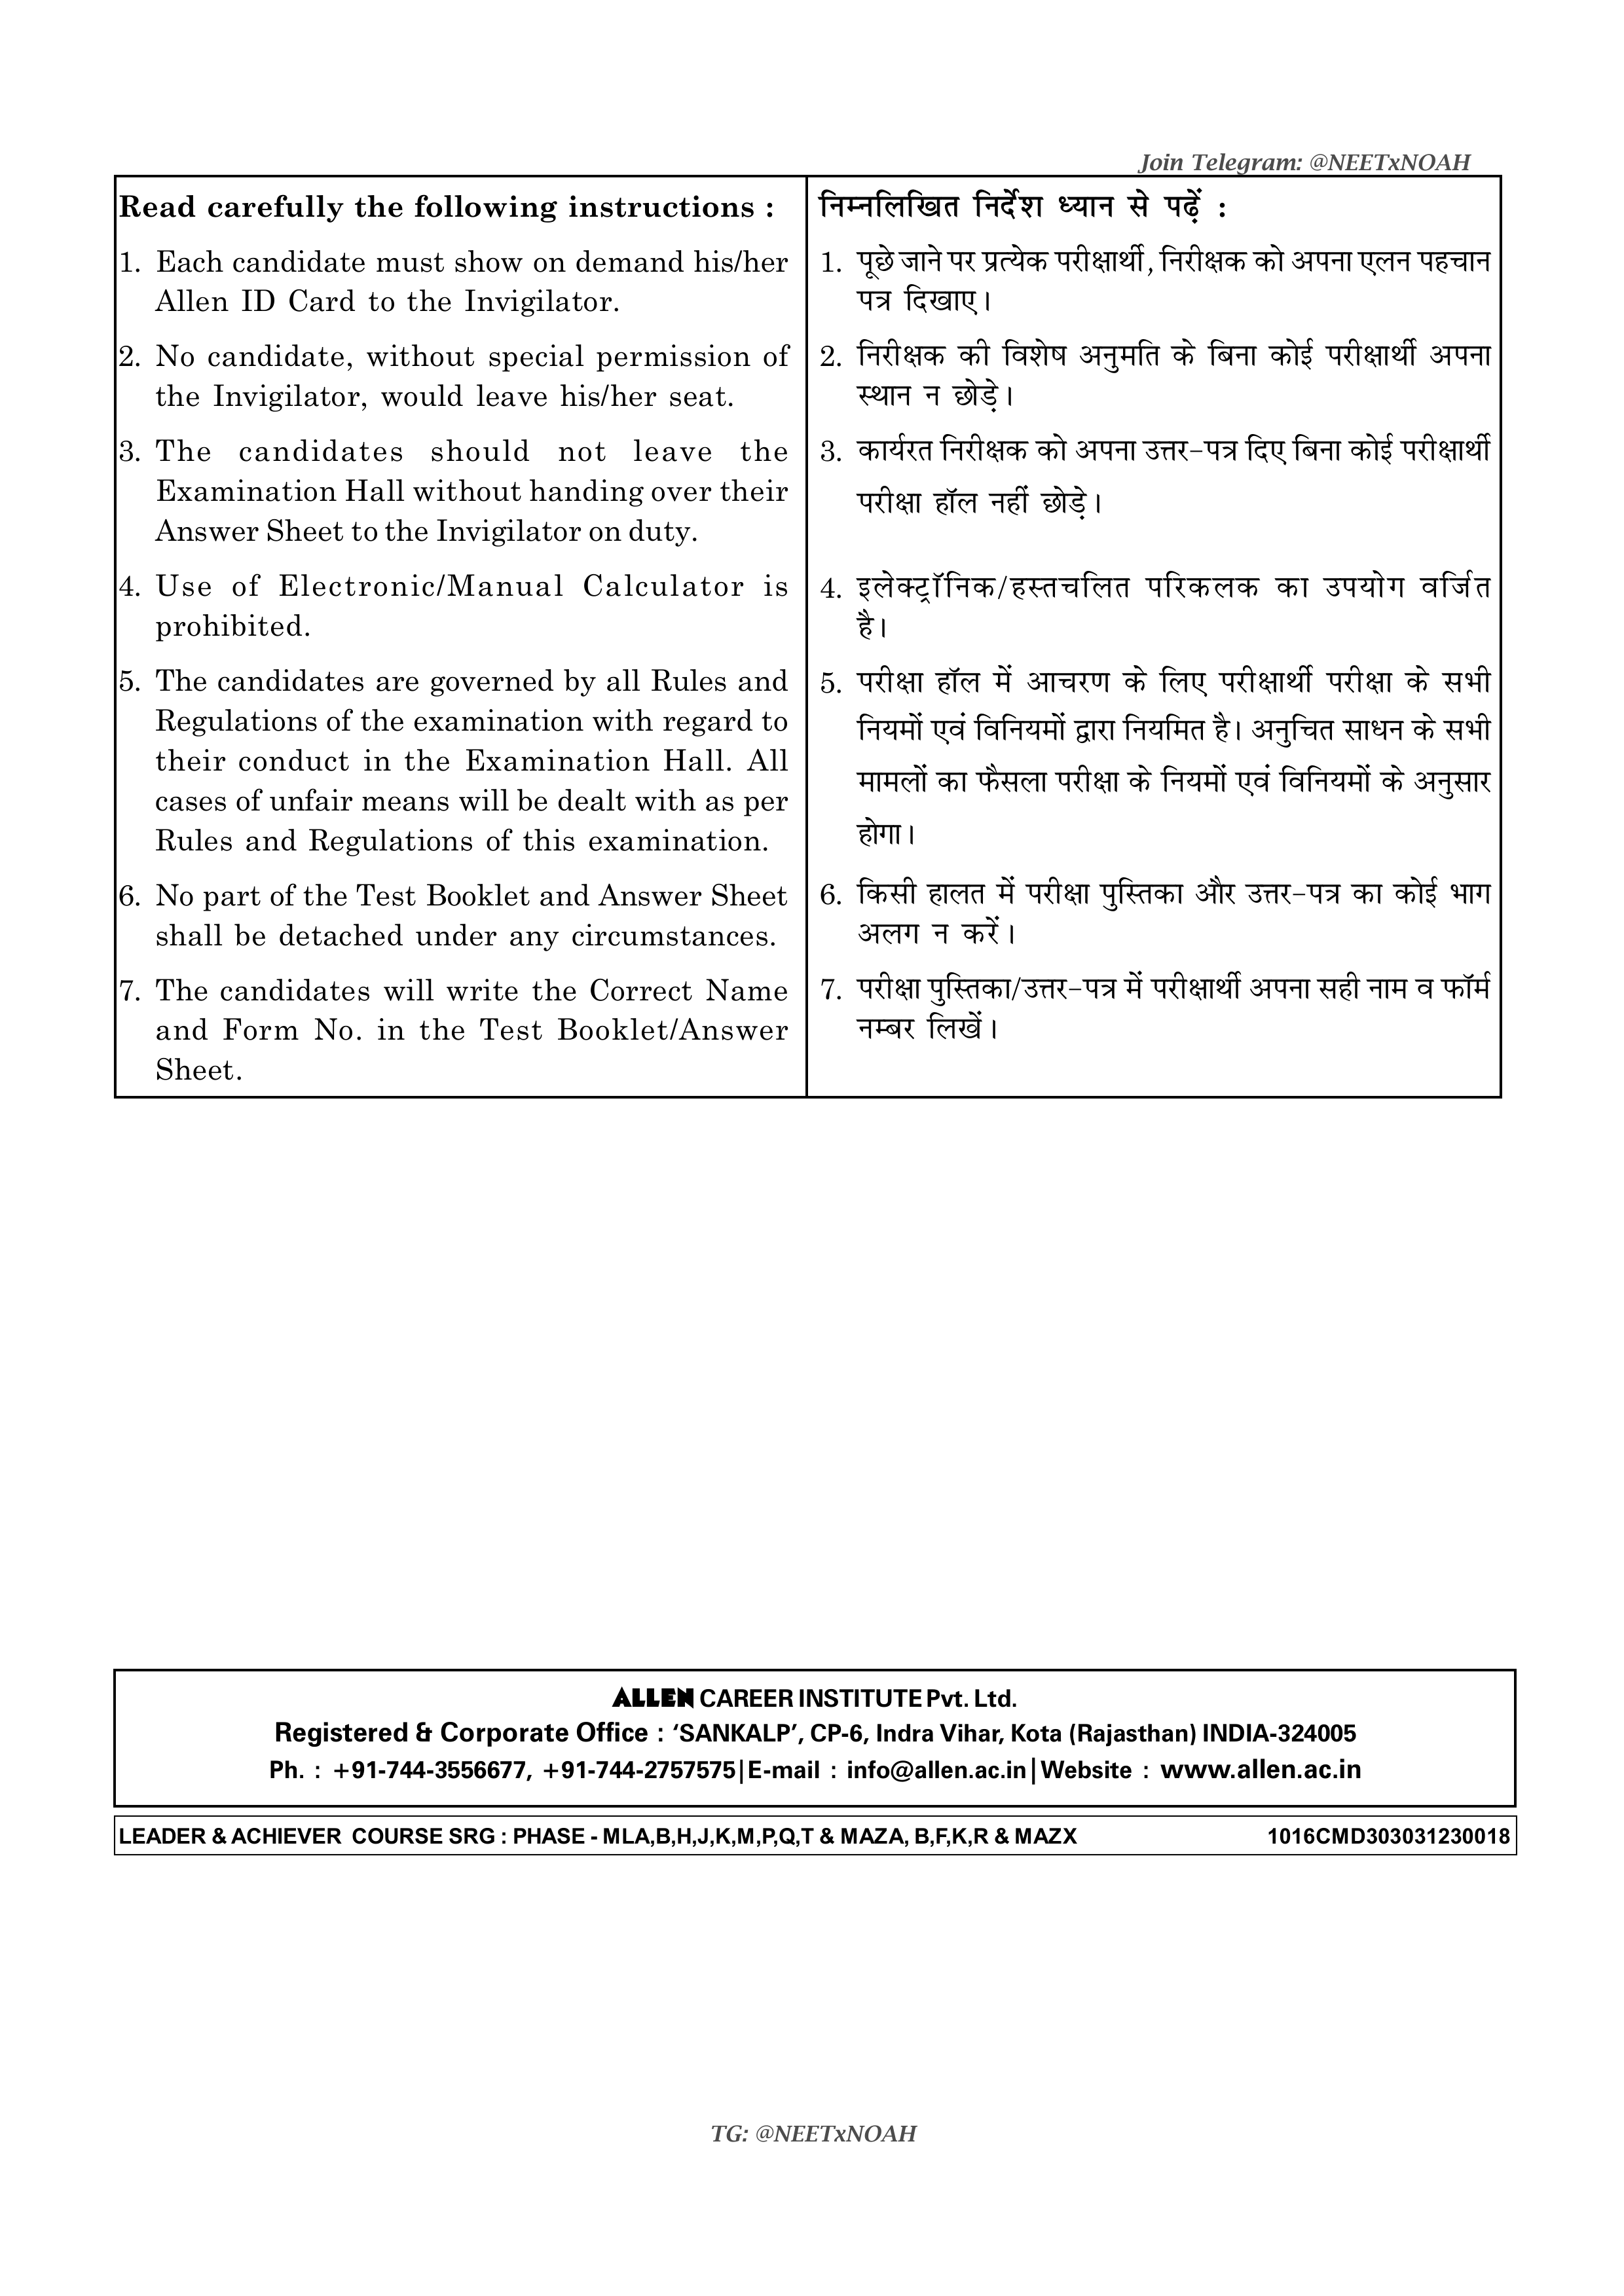 Join Telegram: @NEETxNOAH
Read carefully the following instructions :
1. Each candidate must show on demand his/her
Allen ID Card to the Invigilator.
2. No candidate, without special permission of
the Invigilator, would leave his/her seat.
3. The candidates should not leave the
Examination Hall without handing over their
Answer Sheet to the Invigilator on duty.
4. Use of Electronic/Manual Calculator is
prohibited.
5. The candidates are governed by all Rules and
Regulations of the examination with regard to
their conduct in the Examination Hall. All
cases of unfair means will be dealt with as per
Rules and Regulations of this examination.
6. No part of the Test Booklet and Answer Sheet
shall be detached under any circumstances.
7. The candidates will write the Correct Name
and Form No. in the Test Booklet/Answer
Sheet.
निम्नलिखित निर्देश ध्यान से पढ़ें :
1. पूछे जाने पर प्रत्येक परीक्षार्थी, निरीक्षक को अपना एलन पहचान
पत्र दिखाए।
2. निरीक्षक की विशेष अनुमति के बिना कोई परीक्षार्थी अपना
स्थान न छोड़े।
3. कार्यरत निरीक्षक को अपना उत्तर-पत्र दिए बिना कोई परीक्षार्थी
परीक्षा हॉल नहीं छोड़े।
4. इलेक्ट्रॉनिक/हस्तचलित परिकलक का उपयोग वर्जित
है।
5. परीक्षा हॉल में आचरण के लिए परीक्षार्थी परीक्षा के सभी
नियमों एवं विनियमों द्वारा नियमित है। अनुचित साधन के सभी
मामलों का फैसला परीक्षा के नियमों एवं विनियमों के अनुसार
होगा।
6. किसी हालत में परीक्षा पुस्तिका और उत्तर-पत्र का कोई भाग
अलग न करें।
7. परीक्षा पुस्तिका/उत्तर-पत्र में परीक्षार्थी अपना सही नाम व फॉर्म
नम्बर लिखें।
ALLEN CAREER INSTITUTE Pvt. Ltd.
Registered & Corporate Office : ‘SANKALP’, CP-6, Indra Vihar, Kota (Rajasthan) INDIA-324005
Ph. : +91-744-3556677, +91-744-2757575|E-mail : info@allen.ac.in|Website : www.allen.ac.in
LEADER & ACHIEVER COURSE SRG : PHASE - MLA,B,H,J,K,M,P,Q,T & MAZA, B,F,K,R & MAZX 1016CMD303031230018
TG: @NEETxNOAH